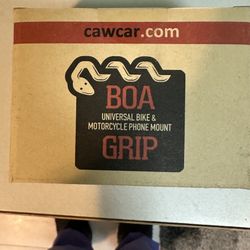 cawcar.com
BOA
UNIVERSAL BIKE &
MOTORCYCLE PHONE MOUNT
GRIP